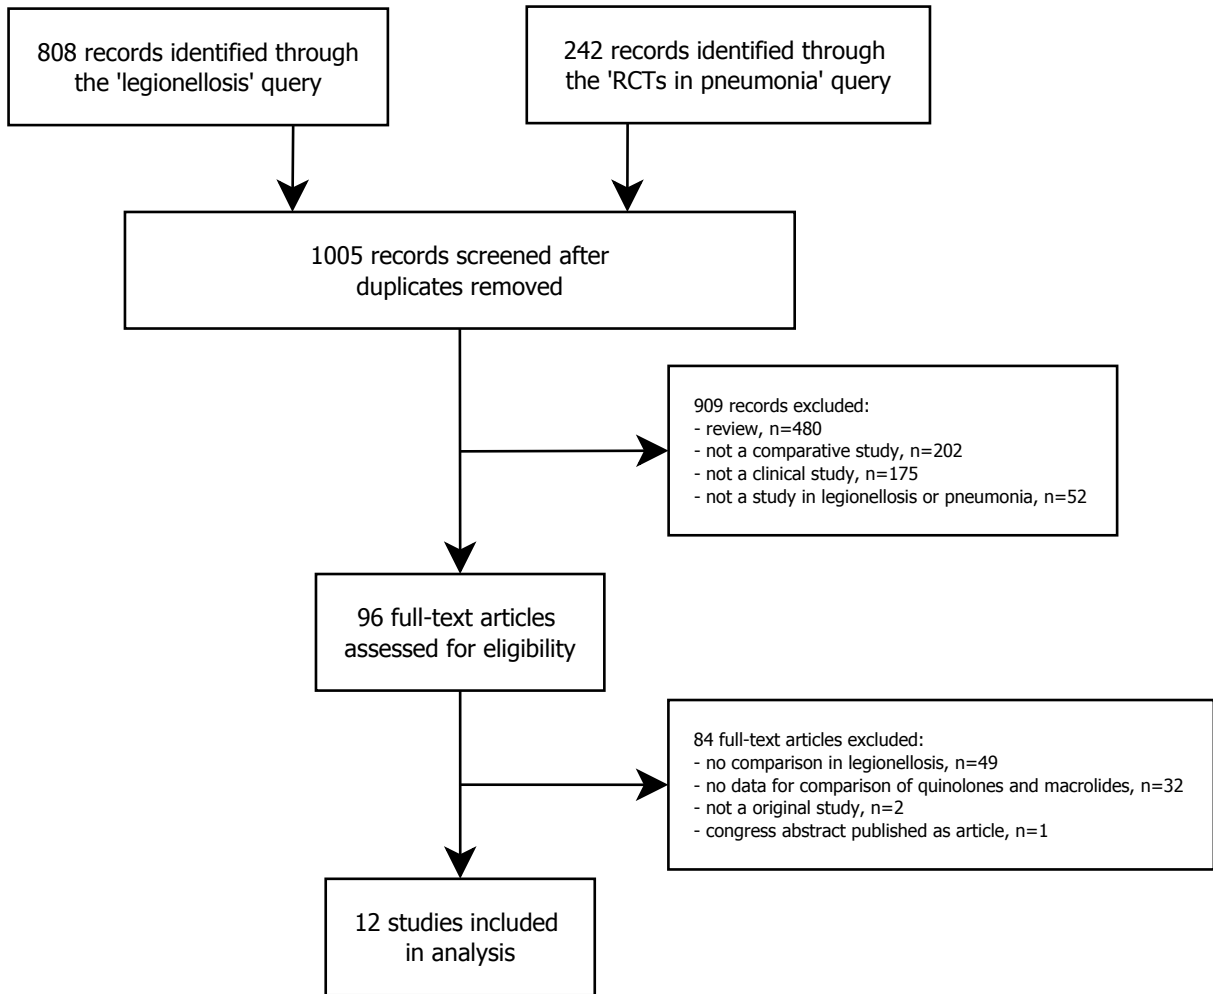 808 records identified through
the 'legionellosis' query
242 records identified through
the 'RCTs in pneumonia' query
1005 records screened after
duplicates removed
909 records excluded:
- review, n=480
- not a comparative study, n=202
- not a clinical study, n=175
- not a study in legionellosis or pneumonia, n=52
96 full-text articles
assessed for eligibility
84 full-text articles excluded:
- no comparison in legionellosis, n=49
- no data for comparison of quinolones and macrolides, n=32
- not a original study, n=2
- congress abstract published as article, n=1
12 studies included
in analysis